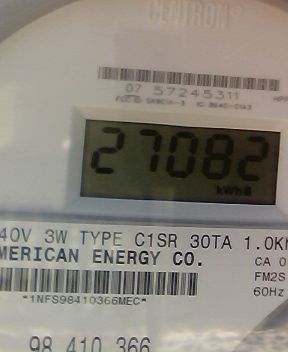 CENTRON®
07 57245311
27082
kWh
40V 3W TYPE C1SR 30TA 1.0K
MERICAN ENERGY CO.
CA 0
FM2S
60Hz
*1NFS98410366MEC*
98 410 366